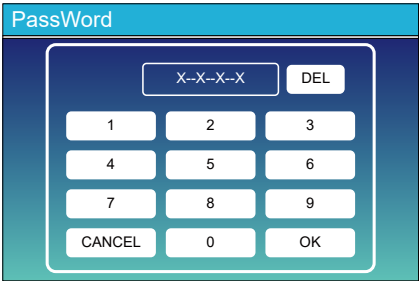 PassWord
X--X--X--X DEL
1 2 3
4 5 6
7 8 9
CANCEL 0 OK